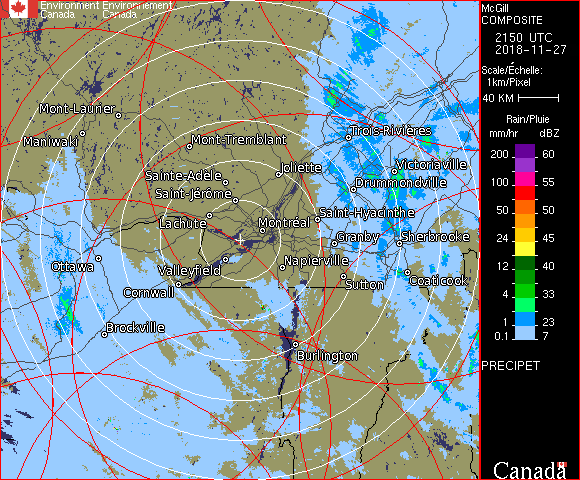 Environment Environnement
Canada Canada
Mont-Laurier
Maniwaki
Mont-Tremblant
Trois-Rivières
Sainte-Adèle
Joliette
Victoriaville
Drummondville
Saint-Jérôme
Lachute
Montréal
Saint-Hyacinthe
Granby
Sherbrooke
Ottawa
Valleyfield
Napierville
Cornwall
Sutton
Coaticook
Brockville
Burlington
McGill
COMPOSITE
2150 UTC
2018-11-27
Scale/Échelle:
1km/Pixel
40 KM
Rain/Pluie
mm/hr dBZ
200 60
100 55
50 50
24 45
12 40
4 33
1 23
0.1 7
PRECIPET
Canada